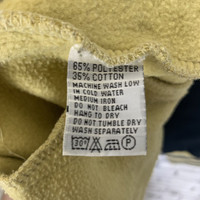 65% POLYESTER
35% COTTON
MACHINE WASH LOW
IN COLD WATER
MEDIUM IRON
DO NOT BLEACH
HANG TO DRY
DO NOT TUMBLE DRY
WASH SEPARATELY
30°